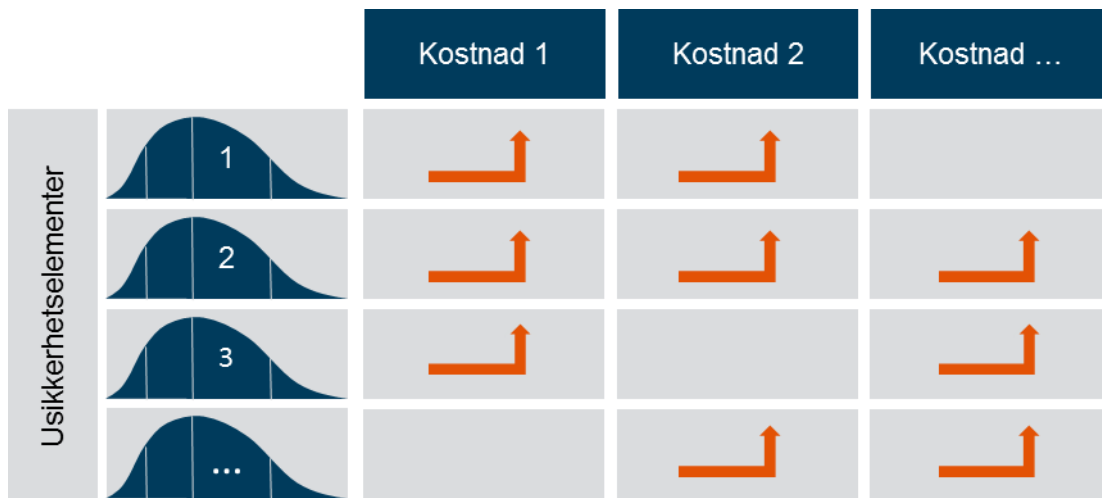 Kostnad 1
Kostnad 2
Kostnad ...
Usikkerhetselementer
1
2
3
...